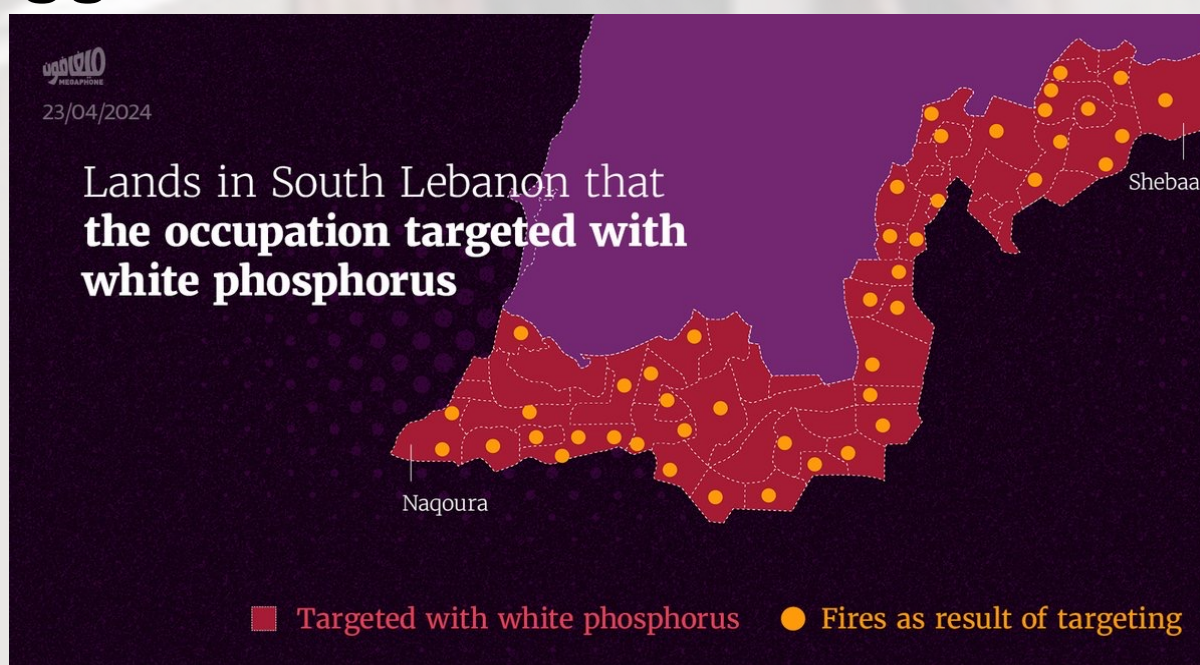 ميغافون
MEGAPHONE
23/04/2024
Lands in South Lebanon that
the occupation targeted with
white phosphorus
Shebaa
Naqoura
Targeted with white phosphorus
Fires as result of targeting